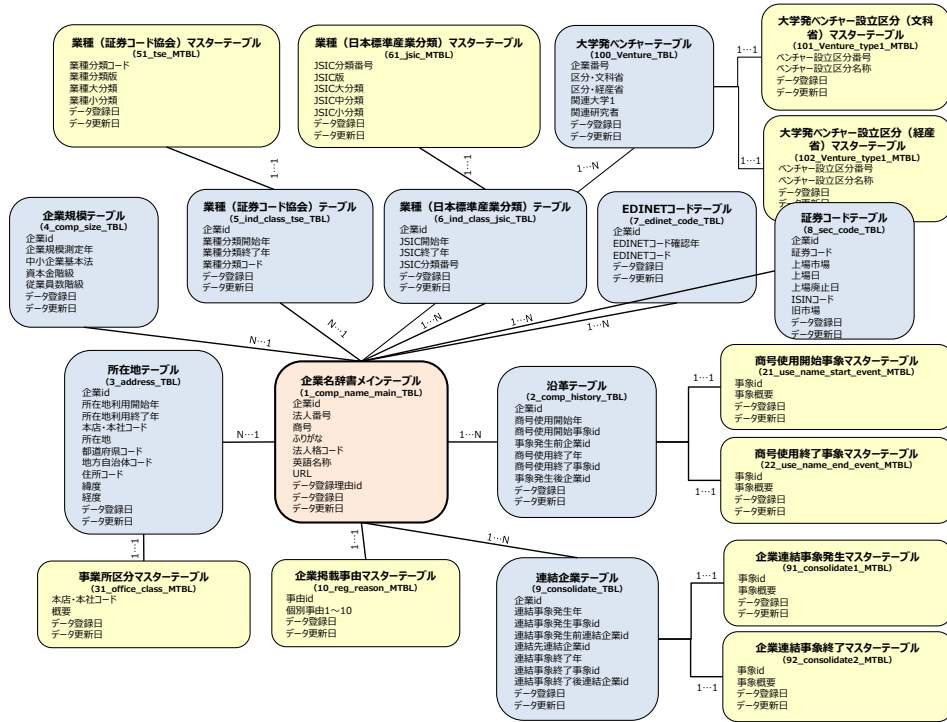 業種（証券コード協会）マスターテーブル
(51_tse_MTBL)
業種分類コード
業種分類版
業種大分類
業種小分類
データ登録日
データ更新日
業種（日本標準産業分類）マスターテーブル
(61_jsic_MTBL)
JSIC分類番号
JSIC版
JSIC大分類
JSIC中分類
JSIC小分類
データ登録日
データ更新日
大学発ベンチャーテーブル
(100_Venture_TBL)
企業番号
区分・文科省
区分・経産省
関連大学1
関連研究者
データ登録日
データ更新日
大学発ベンチャー設立区分（文科
省）マスターテーブル
(101_Venture_type1_MTBL)
ベンチャー設立区分番号
ベンチャー設立区分名称
データ登録日
データ更新日
1…1
大学発ベンチャー設立区分（経産
省）マスターテーブル
(102_Venture_type1_MTBL)
ベンチャー設立区分番号
ベンチャー設立区分名称
データ登録日
データ更新日
1…1
1…1
1…1
1…N
企業規模テーブル
(4_comp_size_TBL)
企業id
企業規模測定年
中小企業基本法
資本金階級
従業員数階級
データ登録日
データ更新日
業種（証券コード協会）テーブル
(5_ind_class_tse_TBL)
企業id
業種分類開始年
業種分類終了年
業種分類コード
データ登録日
データ更新日
業種（日本標準産業分類）テーブル
(6_ind_class_jsic_TBL)
企業id
JSIC開始年
JSIC終了年
JSIC分類番号
データ登録日
データ更新日
EDINETコードテーブル
(7_edinet_code_TBL)
企業id
EDINETコード確認年
EDINETコード
データ登録日
データ更新日
証券コードテーブル
(8_sec_code_TBL)
企業id
証券コード
上場市場
上場日
上場廃止日
ISINコード
旧市場
データ登録日
データ更新日
N…1
N…1
1…N
1…N
1…N
所在地テーブル
(3_address_TBL)
企業id
所在地利用開始年
所在地利用終了年
本店・本社コード
所在地
都道府県コード
地方自治体コード
住所コード
緯度
経度
データ登録日
データ更新日
N…1
企業名辞書メインテーブル
(1_comp_name_main_TBL)
企業id
法人番号
商号
ふりがな
法人格コード
英語名称
URL
データ登録理由id
データ登録日
データ更新日
1…N
沿革テーブル
(2_comp_history_TBL)
企業id
商号使用開始年
商号使用開始事象id
事象発生前企業id
商号使用終了年
商号使用終了事象id
事象発生後企業id
データ登録日
データ更新日
1…1
商号使用開始事象マスターテーブル
(21_use_name_start_event_MTBL)
事象id
事象概要
データ登録日
データ更新日
1…1
商号使用終了事象マスターテーブル
(22_use_name_end_event_MTBL)
事象id
事象概要
データ登録日
データ更新日
1…1
1…1
1…N
事業所区分マスターテーブル
(31_office_class_MTBL)
本店・本社コード
概要
データ登録日
データ更新日
企業掲載事由マスターテーブル
(10_reg_reason_MTBL)
事由id
個別事由1～10
データ登録日
データ更新日
連結企業テーブル
(9_consolidate_TBL)
企業id
連結事象発生年
連結事象発生事象id
連結事象発生前連結企業id
連結先連結企業id
連結事象終了年
連結事象終了事象id
連結事象終了後連結企業id
データ登録日
データ更新日
1…1
企業連結事象発生マスターテーブル
(91_consolidate1_MTBL)
事象id
事象概要
データ登録日
データ更新日
1…1
企業連結事象終了マスターテーブル
(92_consolidate2_MTBL)
事象id
事象概要
データ登録日
データ更新日